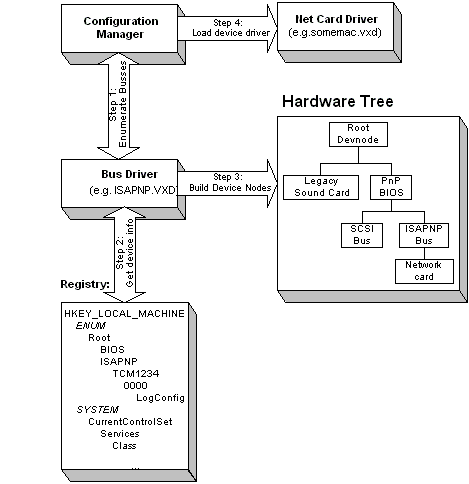 Configuration
Manager
Step 4:
Load device driver
Net Card Driver
(e.g.somemac.vxd)
Step 1:
Enumerate Busses
Hardware Tree
Root
Devnode
Legacy
Sound Card
PnP
BIOS
SCSI
Bus
ISAPNP
Bus
Network
card
Bus Driver
(e.g. ISAPNP.VXD)
Step 3:
Build Device Nodes
Step 2:
Get device info
Registry:
HKEY_LOCAL_MACHINE
ENUM
Root
BIOS
ISAPNP
TCM1234
0000
LogConfig
SYSTEM
CurrentControlSet
Services
Class
...